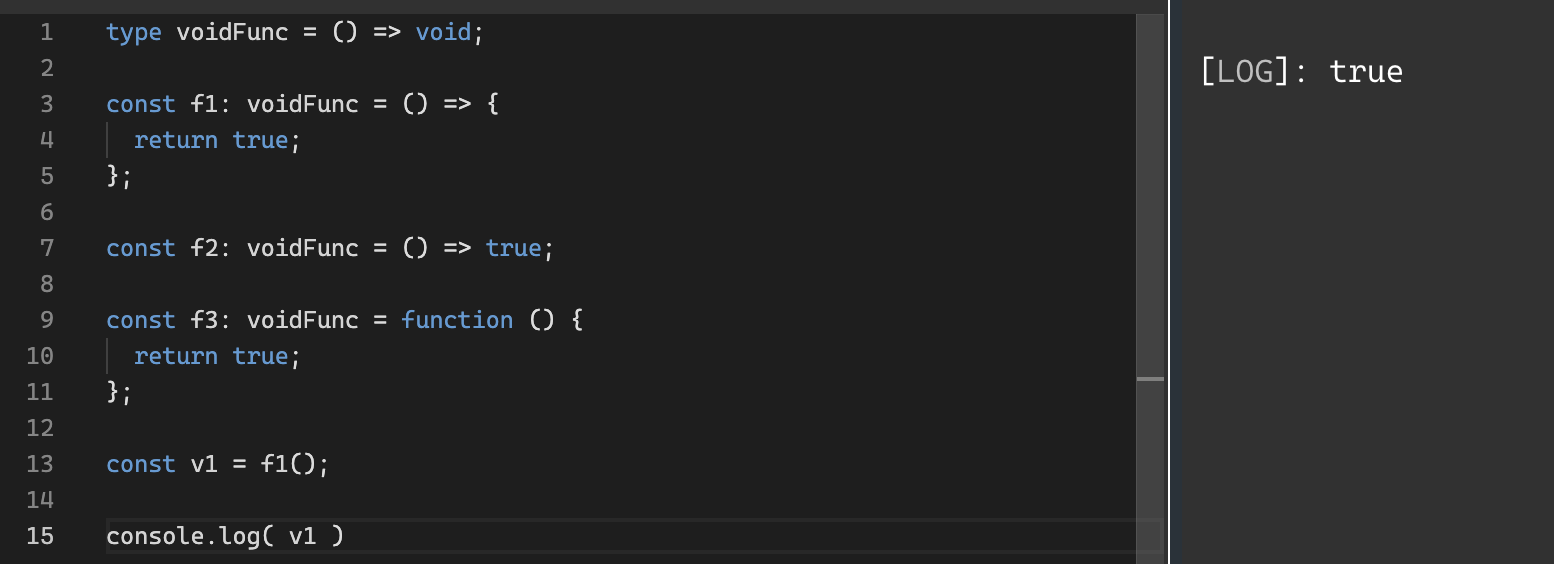 1 type voidFunc = () => void;
2
3 const f1: voidFunc = () => {
4 return true;
5 };
6
7 const f2: voidFunc = () => true;
8
9 const f3: voidFunc = function () {
10 return true;
11 };
12
13 const v1 = f1();
14
15 console.log( v1 )
[LOG]: true